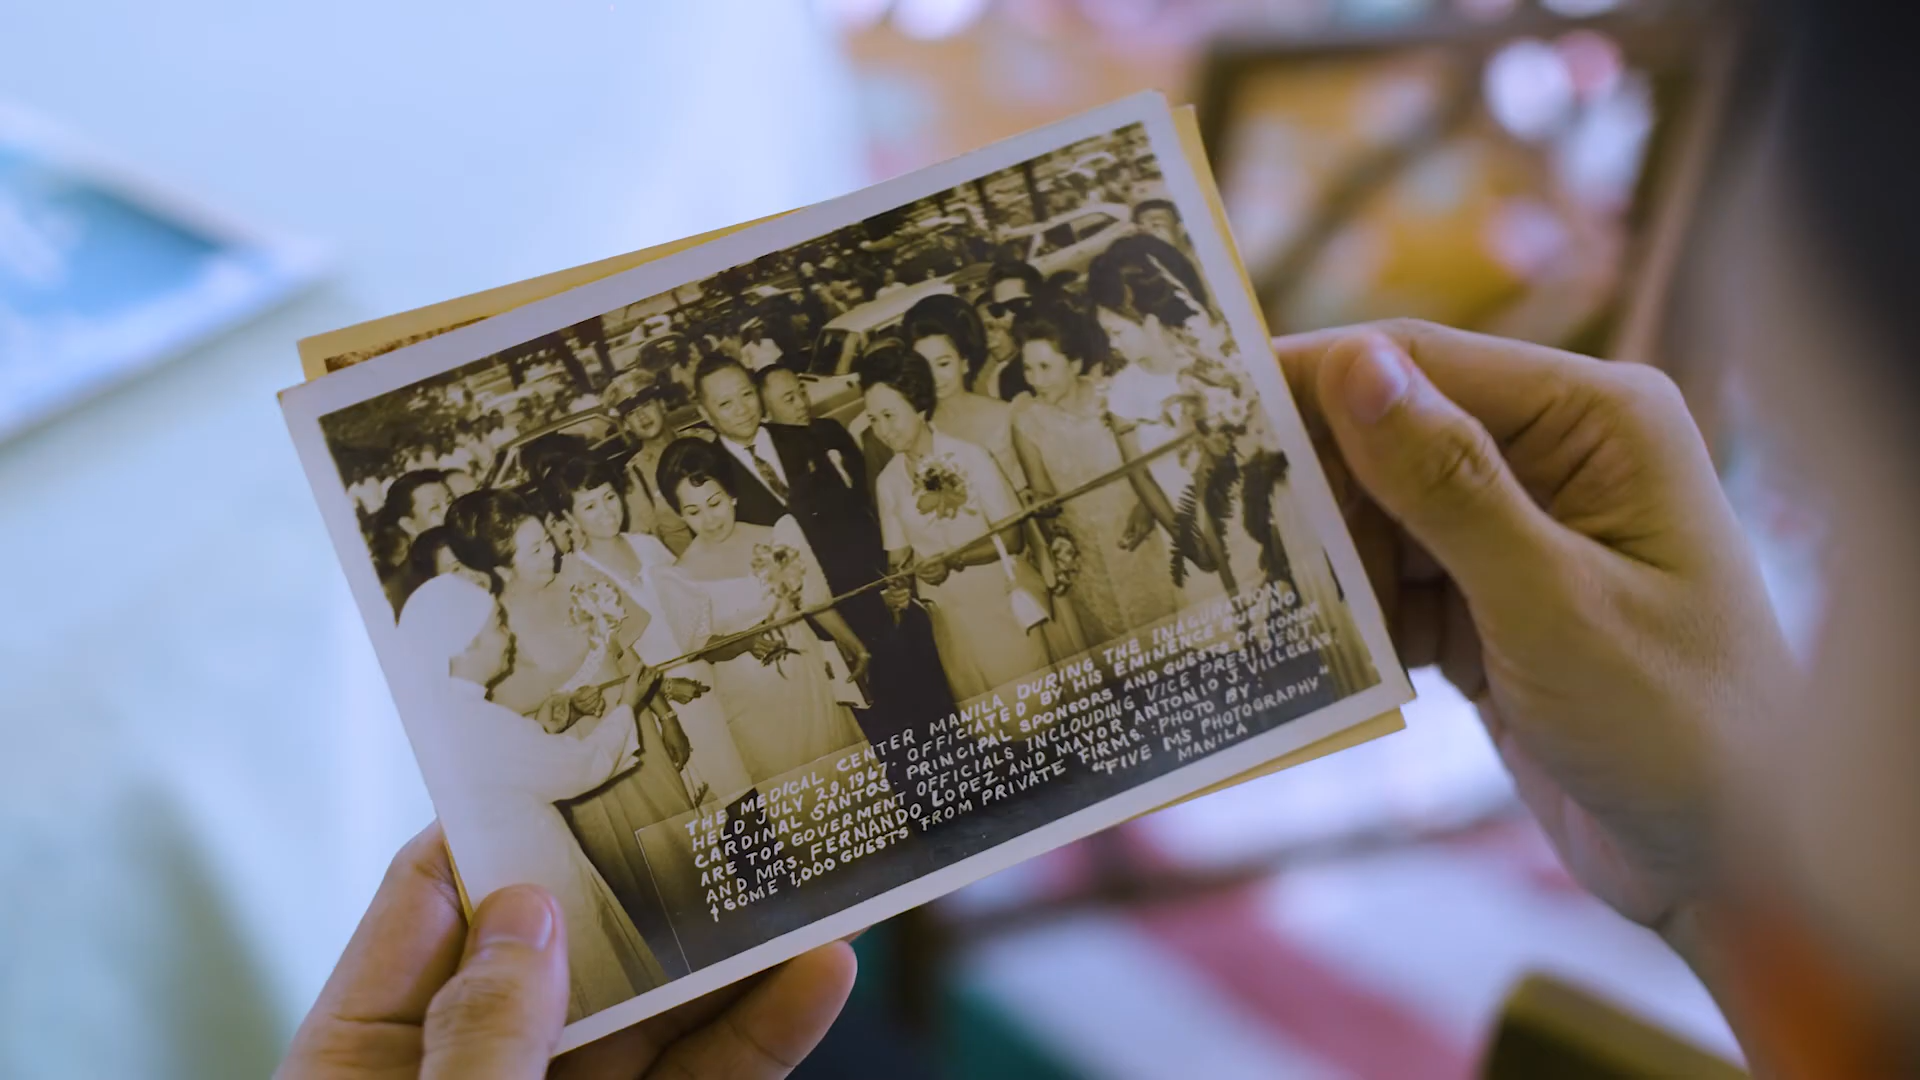 THE MEDICAL CENTER MANILA DURING THE INAGURATION
HELD JULY 29, 1967: OFFICIATED BY HIS EMINENCE RUFINO
CARDINAL SANTOS: PRINCIPAL SPONSORS AND GUESTS OF HONOR
ARE TOP GOVERMENT OFFICIALS INCLOUDING VICE PRESIDENT
AND MRS. FERNANDO LOPEZ, AND MAYOR ANTONIO J. VILLEGAS.
& SOME 1,000 GUESTS FROM PRIVATE FIRMS.: PHOTO BY:
"FIVE MS PHOTOGRAPHY"
MANILA